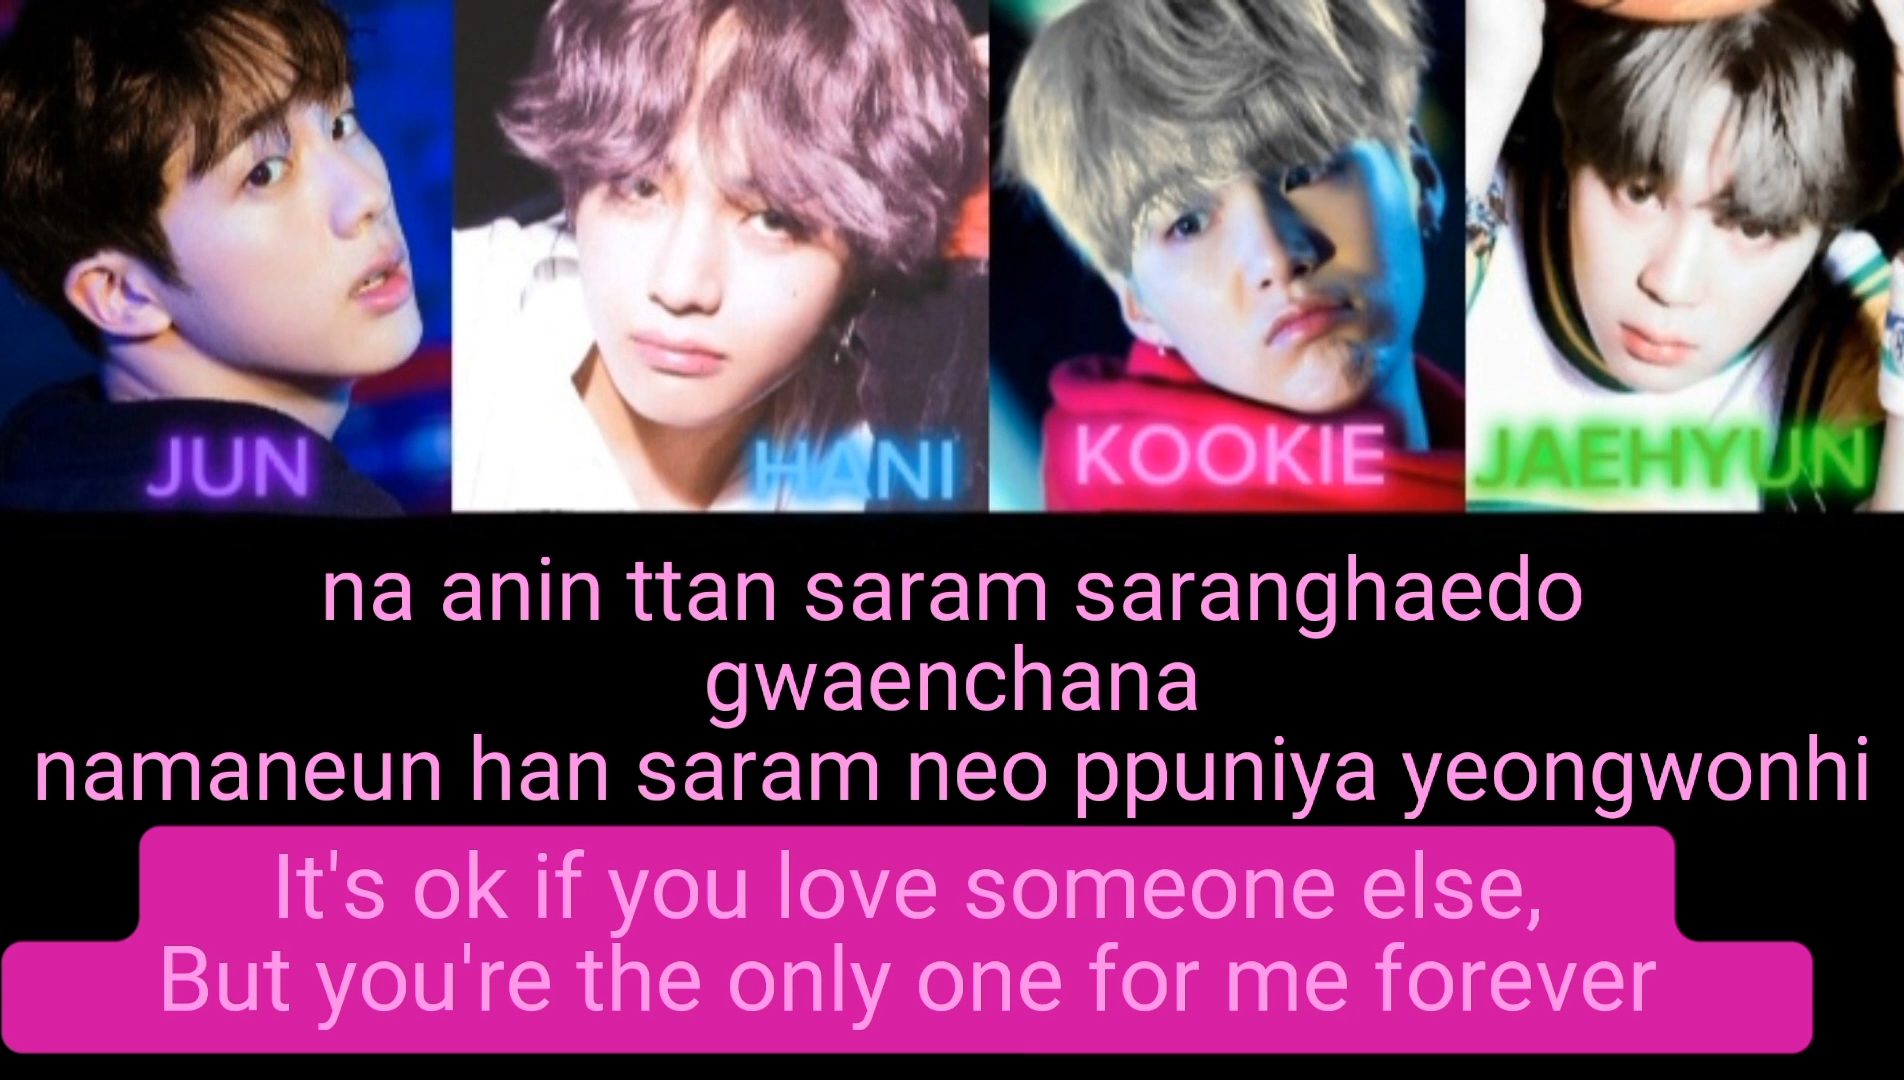 JUN HANI KOOKIE JAEHYUN
na anin ttan saram saranghaedo
gwaenchana
namaneun han saram neo ppuniya yeongwonhi
It's ok if you love someone else,
But you're the only one for me forever